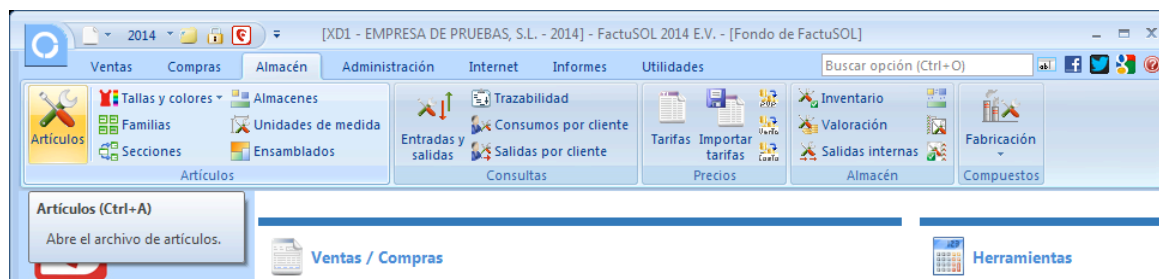 2014
[XD1 - EMPRESA DE PRUEBAS, S.L. - 2014] - FactuSOL 2014 E.V. - [Fondo de FactuSOL]
Ventas Compras Almacén Administración Internet Informes Utilidades Buscar opción (Ctrl+O)
Tallas y colores Almacenes Trazabilidad Inventario
Artículos Familias Unidades de medida Entradas y salidas Consumos por cliente Tarifas Importar tarifas Valoración Fabricación
Secciones Ensamblados Salidas por cliente Salidas internas
Artículos Consultas Precios Almacén Compuestos
Artículos (Ctrl+A)
Abre el archivo de artículos.
Ventas / Compras Herramientas